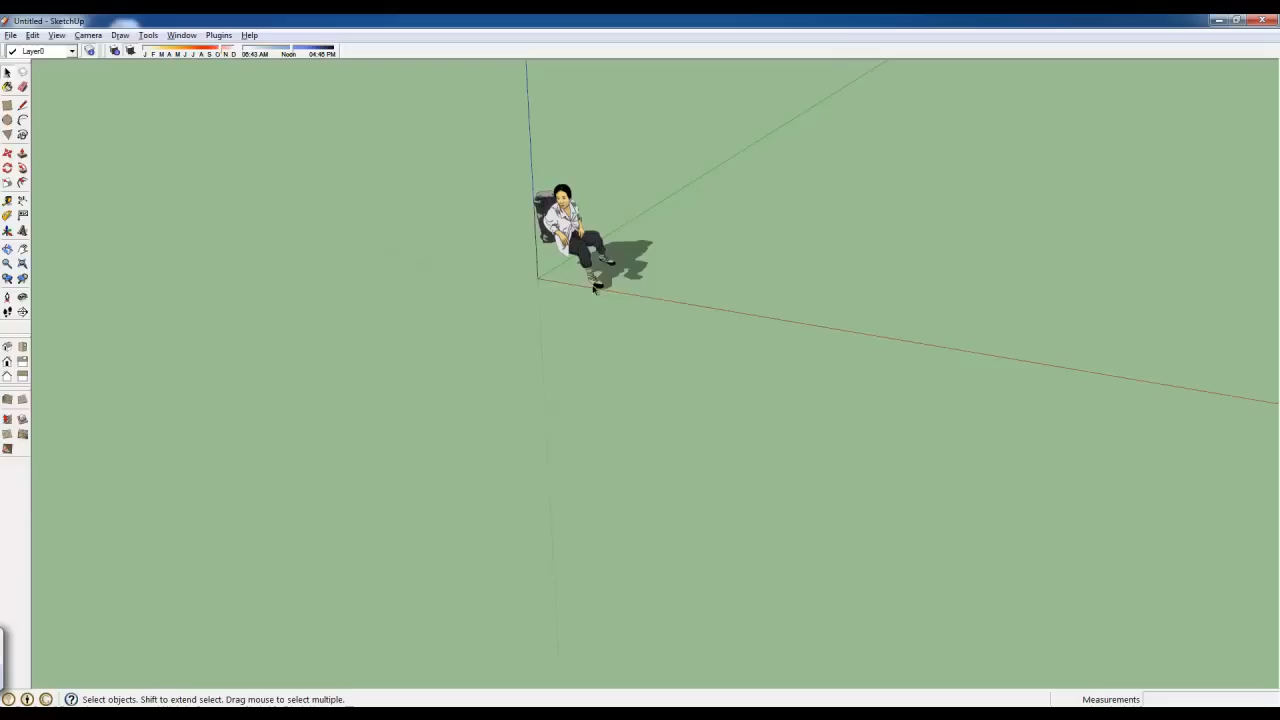 Untitled - SketchUp
File Edit View Camera Draw Tools Window Plugins Help
Layer0 J F M A M J J A S O N D 06:43 AM Noon 04:46 PM
Select objects. Shift to extend select. Drag mouse to select multiple. Measurements